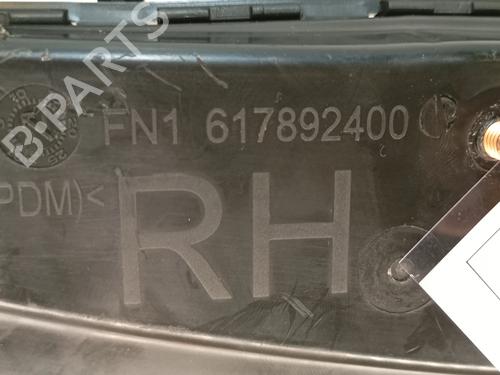 B-PARTS
FN1 617892400
PDM)<
RH